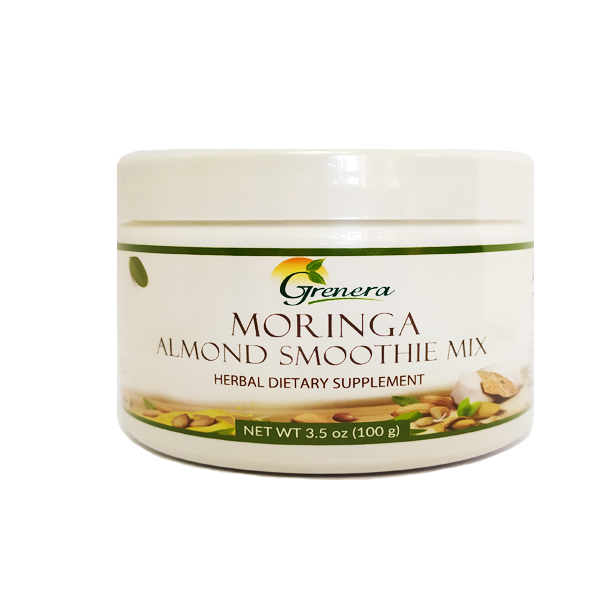 Grenera
MORINGA
ALMOND SMOOTHIE MIX
HERBAL DIETARY SUPPLEMENT
NET WT 3.5 oz (100 g)